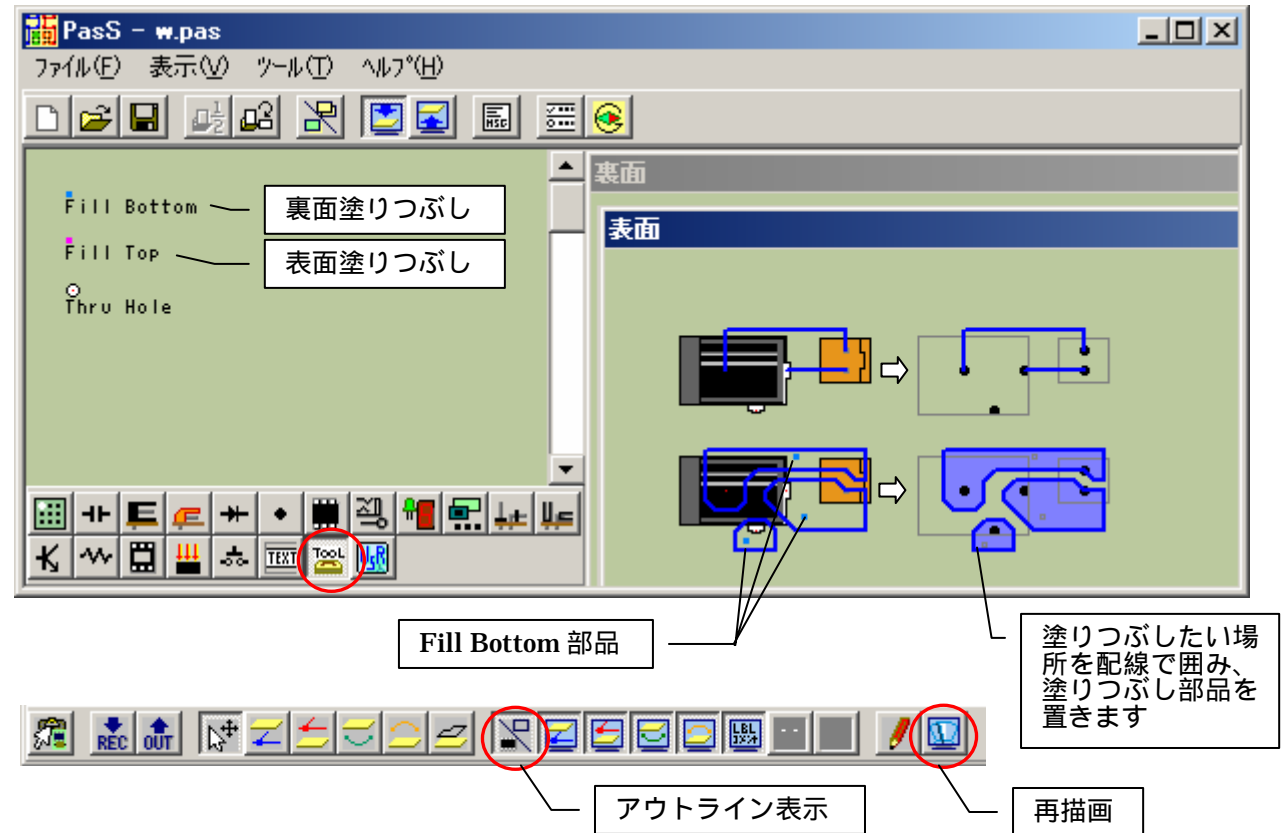 PasS - w.pas
ファイル(F) 表示(V) ツール(T) ヘルプ(H)
MSG
裏面
表面
Fill Bottom
裏面塗りつぶし
Fill Top
表面塗りつぶし
Thru Hole
TEXT
TOOL
USR
Fill Bottom 部品
塗りつぶしたい場
所を配線で囲み、
塗りつぶし部品を
置きます
REC
OUT
LBL
アウトライン表示
再描画